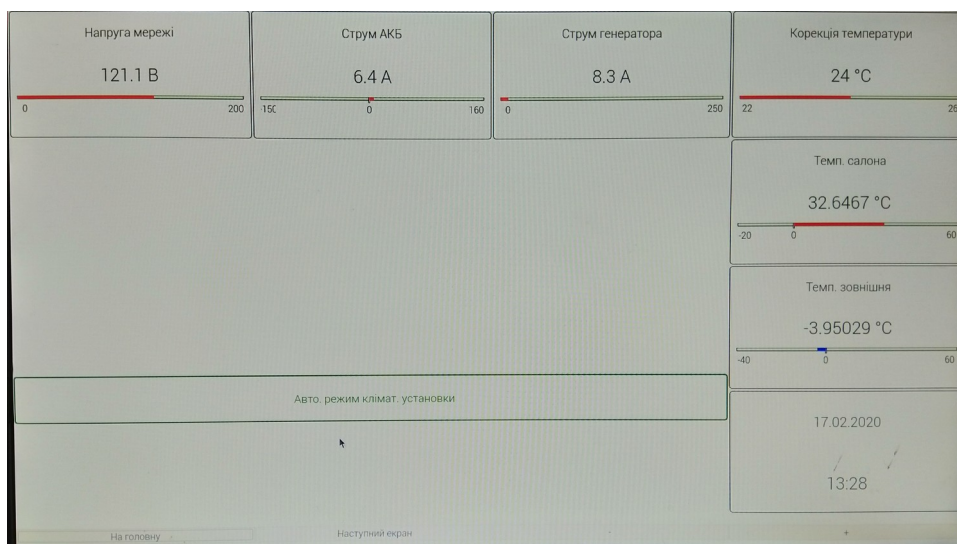 Напруга мережі
121.1 В
0 200
Струм АКБ
6.4 А
-150 0 160
Струм генератора
8.3 А
0 250
Корекція температури
24 °C
22 26
Темп. салона
32.6467 °C
-20 0 60
Темп. зовнішня
-3.95029 °C
-40 0 60
Авто. режим клімат. установки
17.02.2020
13:28
На головну
Наступний екран
-
+